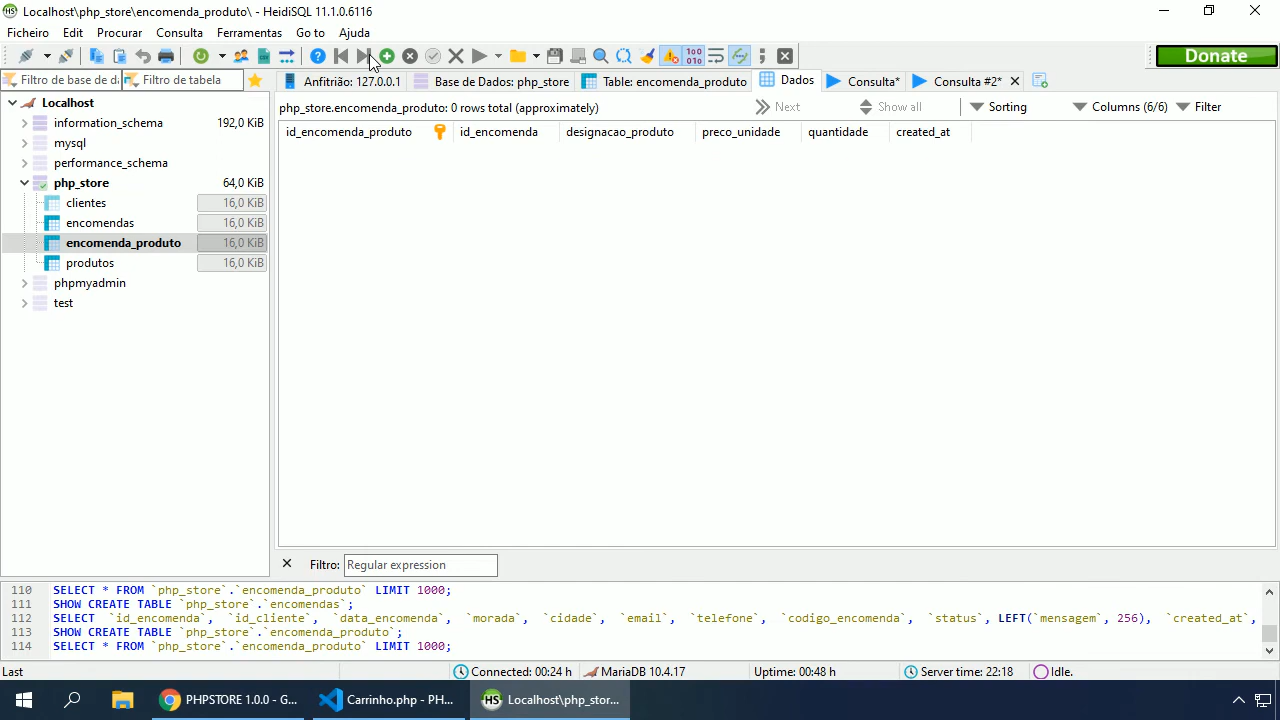 Localhost\php_store\encomenda_produto\ - HeidiSQL 11.1.0.6116
Ficheiro Edit Procurar Consulta Ferramentas Go to Ajuda
Donate
Filtro de base de d Filtro de tabela
Anfitrião: 127.0.0.1 Base de Dados: php_store Table: encomenda_produto Dados Consulta* Consulta #2*
Localhost
information_schema 192,0 KiB
mysql
performance_schema
php_store 64,0 KiB
clientes 16,0 KiB
encomendas 16,0 KiB
encomenda_produto 16,0 KiB
produtos 16,0 KiB
phpmyadmin
test
php_store.encomenda_produto: 0 rows total (approximately) Next Show all Sorting Columns (6/6) Filter
id_encomenda_produto id_encomenda designacao_produto preco_unidade quantidade created_at
Filtro: Regular expression
110 SELECT * FROM `php_store`.`encomenda_produto` LIMIT 1000;
111 SHOW CREATE TABLE `php_store`.`encomendas`;
112 SELECT `id_encomenda`, `id_cliente`, `data_encomenda`, `morada`, `cidade`, `email`, `telefone`, `codigo_encomenda`, `status`, LEFT(`mensagem`, 256), `created_at`,
113 SHOW CREATE TABLE `php_store`.`encomenda_produto`;
114 SELECT * FROM `php_store`.`encomenda_produto` LIMIT 1000;
Last Connected: 00:24 h MariaDB 10.4.17 Uptime: 00:48 h Server time: 22:18 Idle.
PHPSTORE 1.0.0 - G... Carrinho.php - PH... HS Localhost\php_stor...